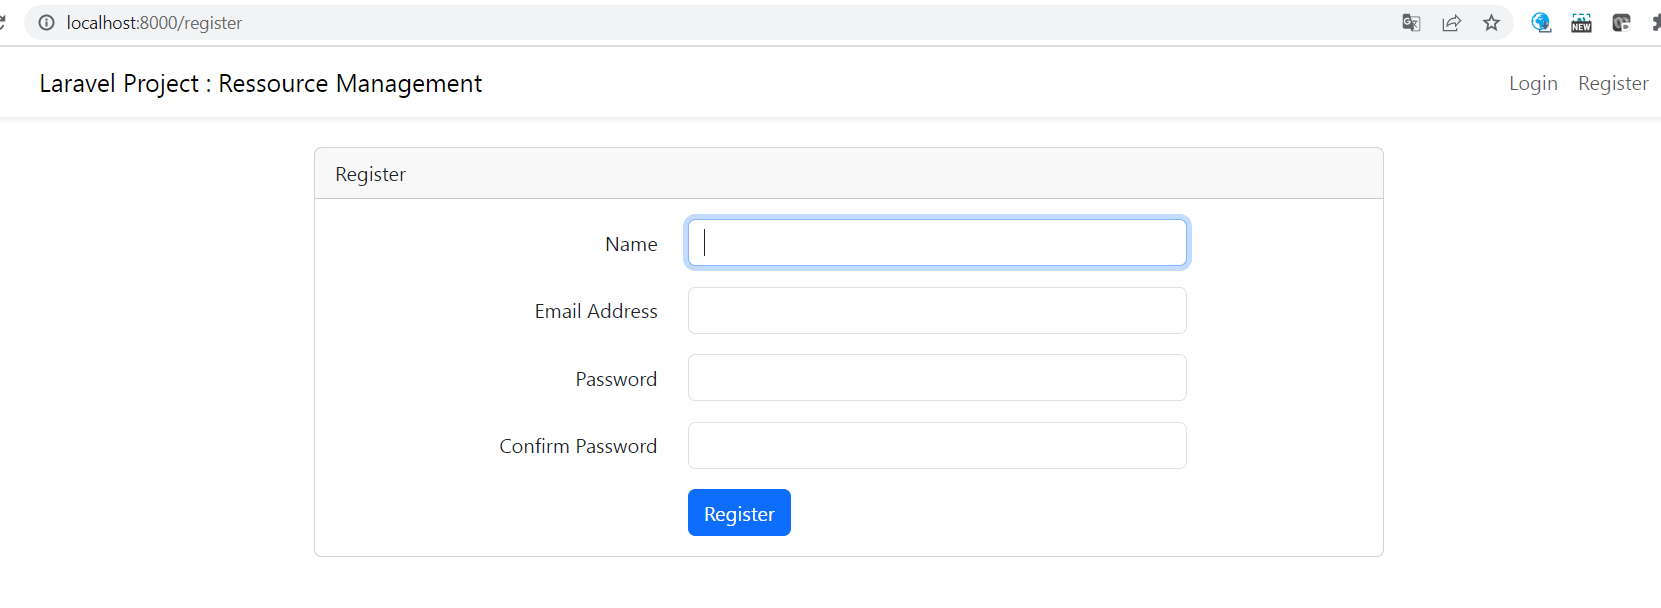 localhost:8000/register
NEW
Laravel Project : Ressource Management
Login Register
Register
Name
Email Address
Password
Confirm Password
Register